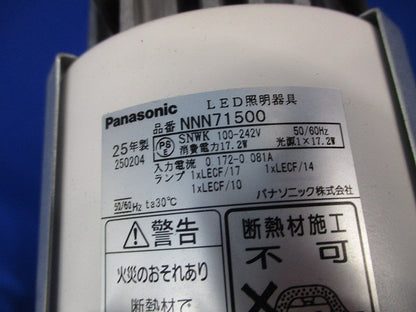 LED照明器具
Panasonic 品番 NNN71500
25年製 PS E SNWK 100-242V 50/60Hz
250204 消費電力17.2W 光源1×17.2W
入力電流 0.172-0.081A
ランプ 1xLECF/17 1xLECF/14
1xLECF/10
パナソニック株式会社
50/60Hz ta30℃
警告
火災のおそれあり
断熱材で
断熱材施工
不可